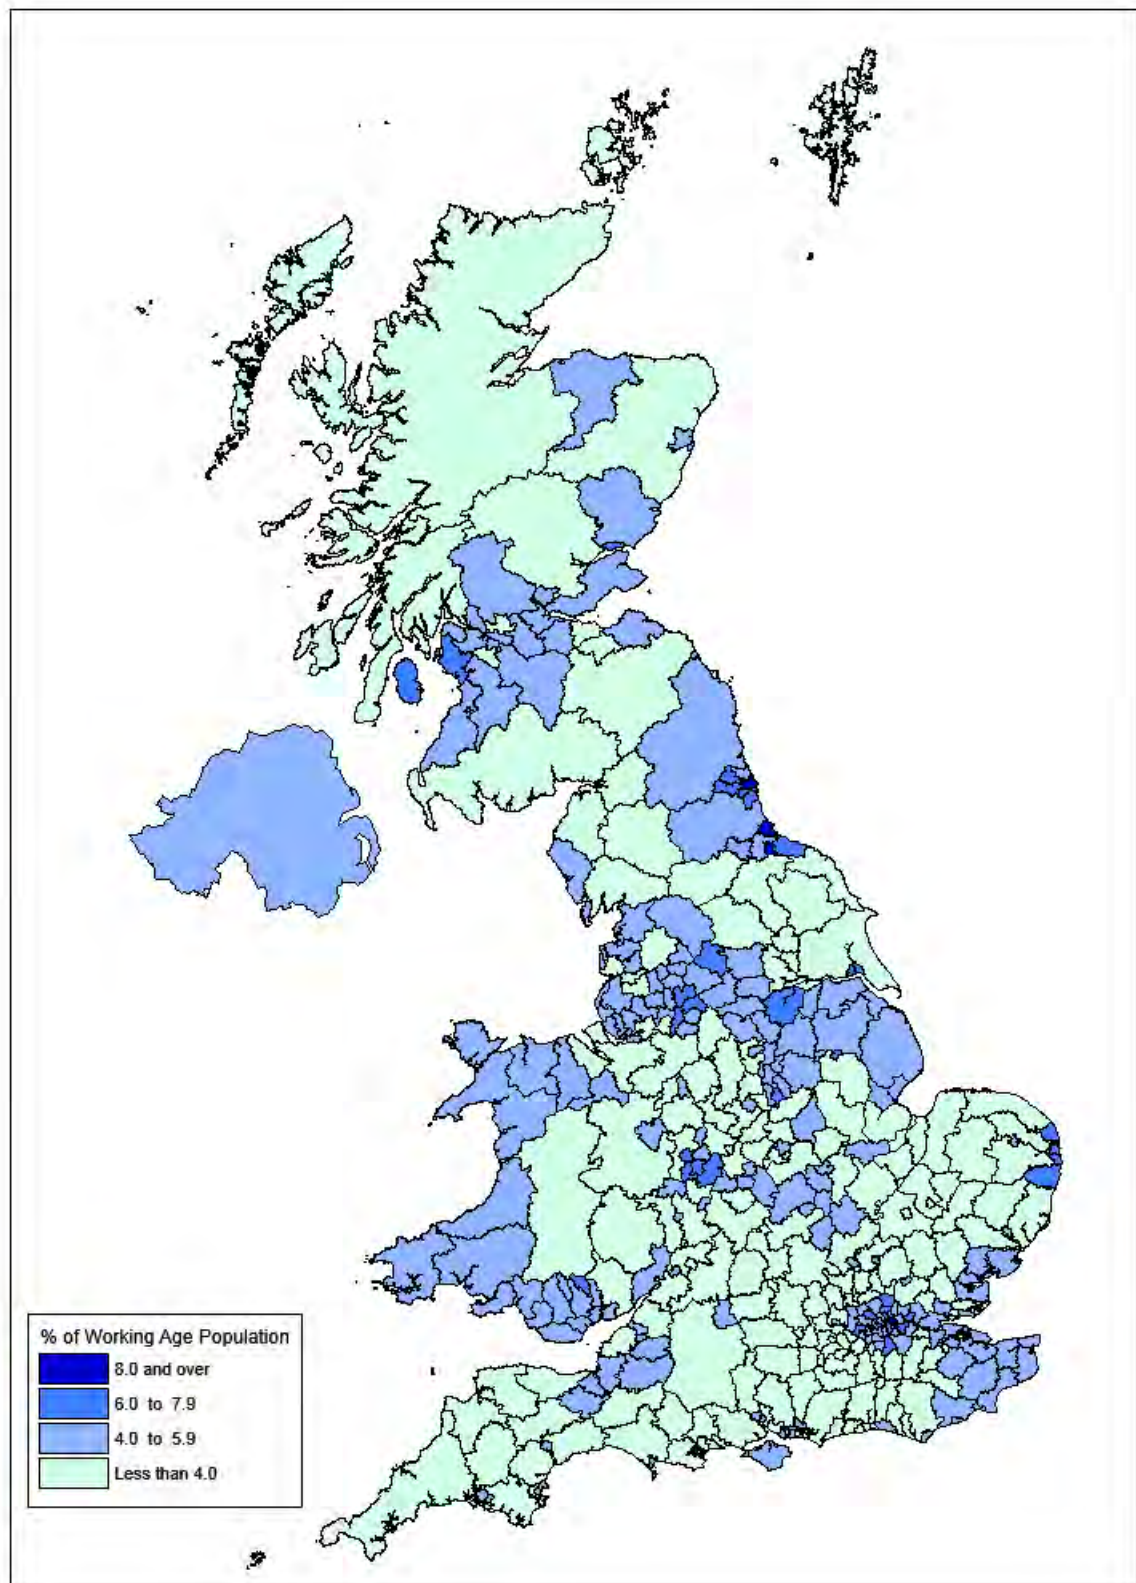 % of Working Age Population
8.0 and over
6.0 to 7.9
4.0 to 5.9
Less than 4.0